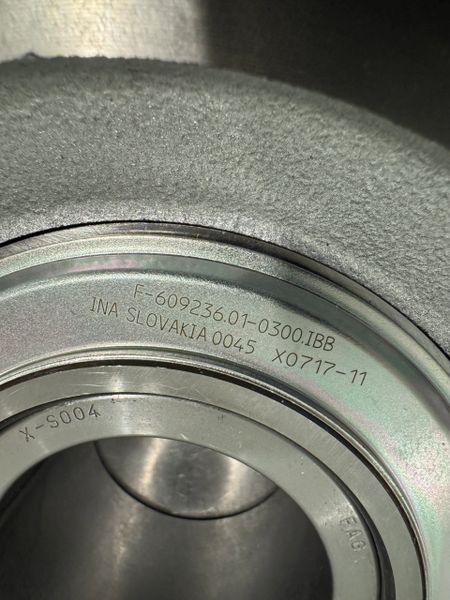 F-609236.01-0300.IBB
INA SLOVAKIA 0045 X0717-11
X-S004
FAG